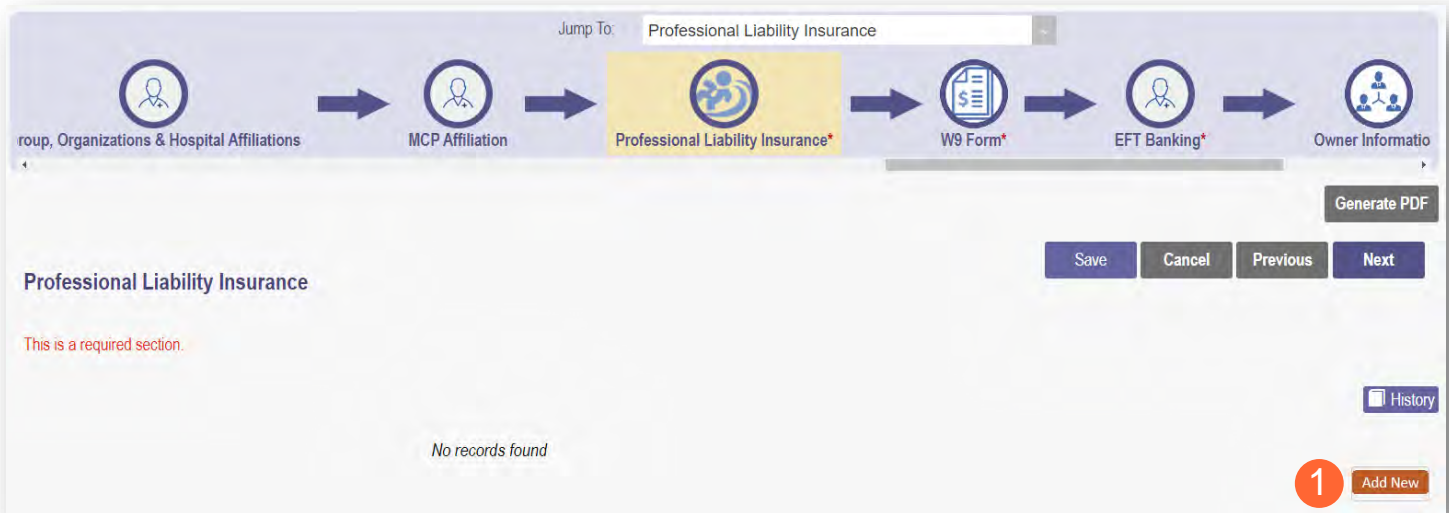 Jump To: Professional Liability Insurance
roup, Organizations & Hospital Affiliations MCP Affiliation Professional Liability Insurance* W9 Form* EFT Banking* Owner Informatio
Generate PDF
Save Cancel Previous Next
Professional Liability Insurance
This is a required section.
History
No records found
1 Add New